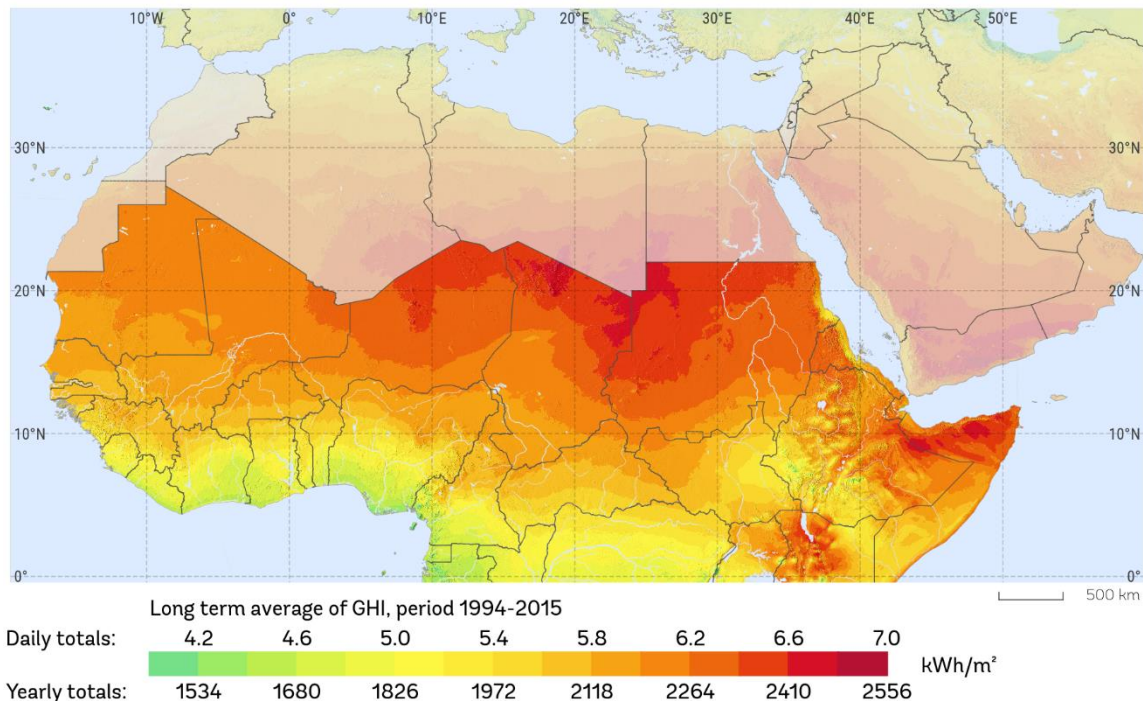 10°W 0° 10°E 20°E 30°E 40°E 50°E
30°N 30°N
20°N 20°N
10°N 10°N
0° 0°
500 km
Long term average of GHI, period 1994-2015
Daily totals: 4.2 4.6 5.0 5.4 5.8 6.2 6.6 7.0
kWh/m²
Yearly totals: 1534 1680 1826 1972 2118 2264 2410 2556